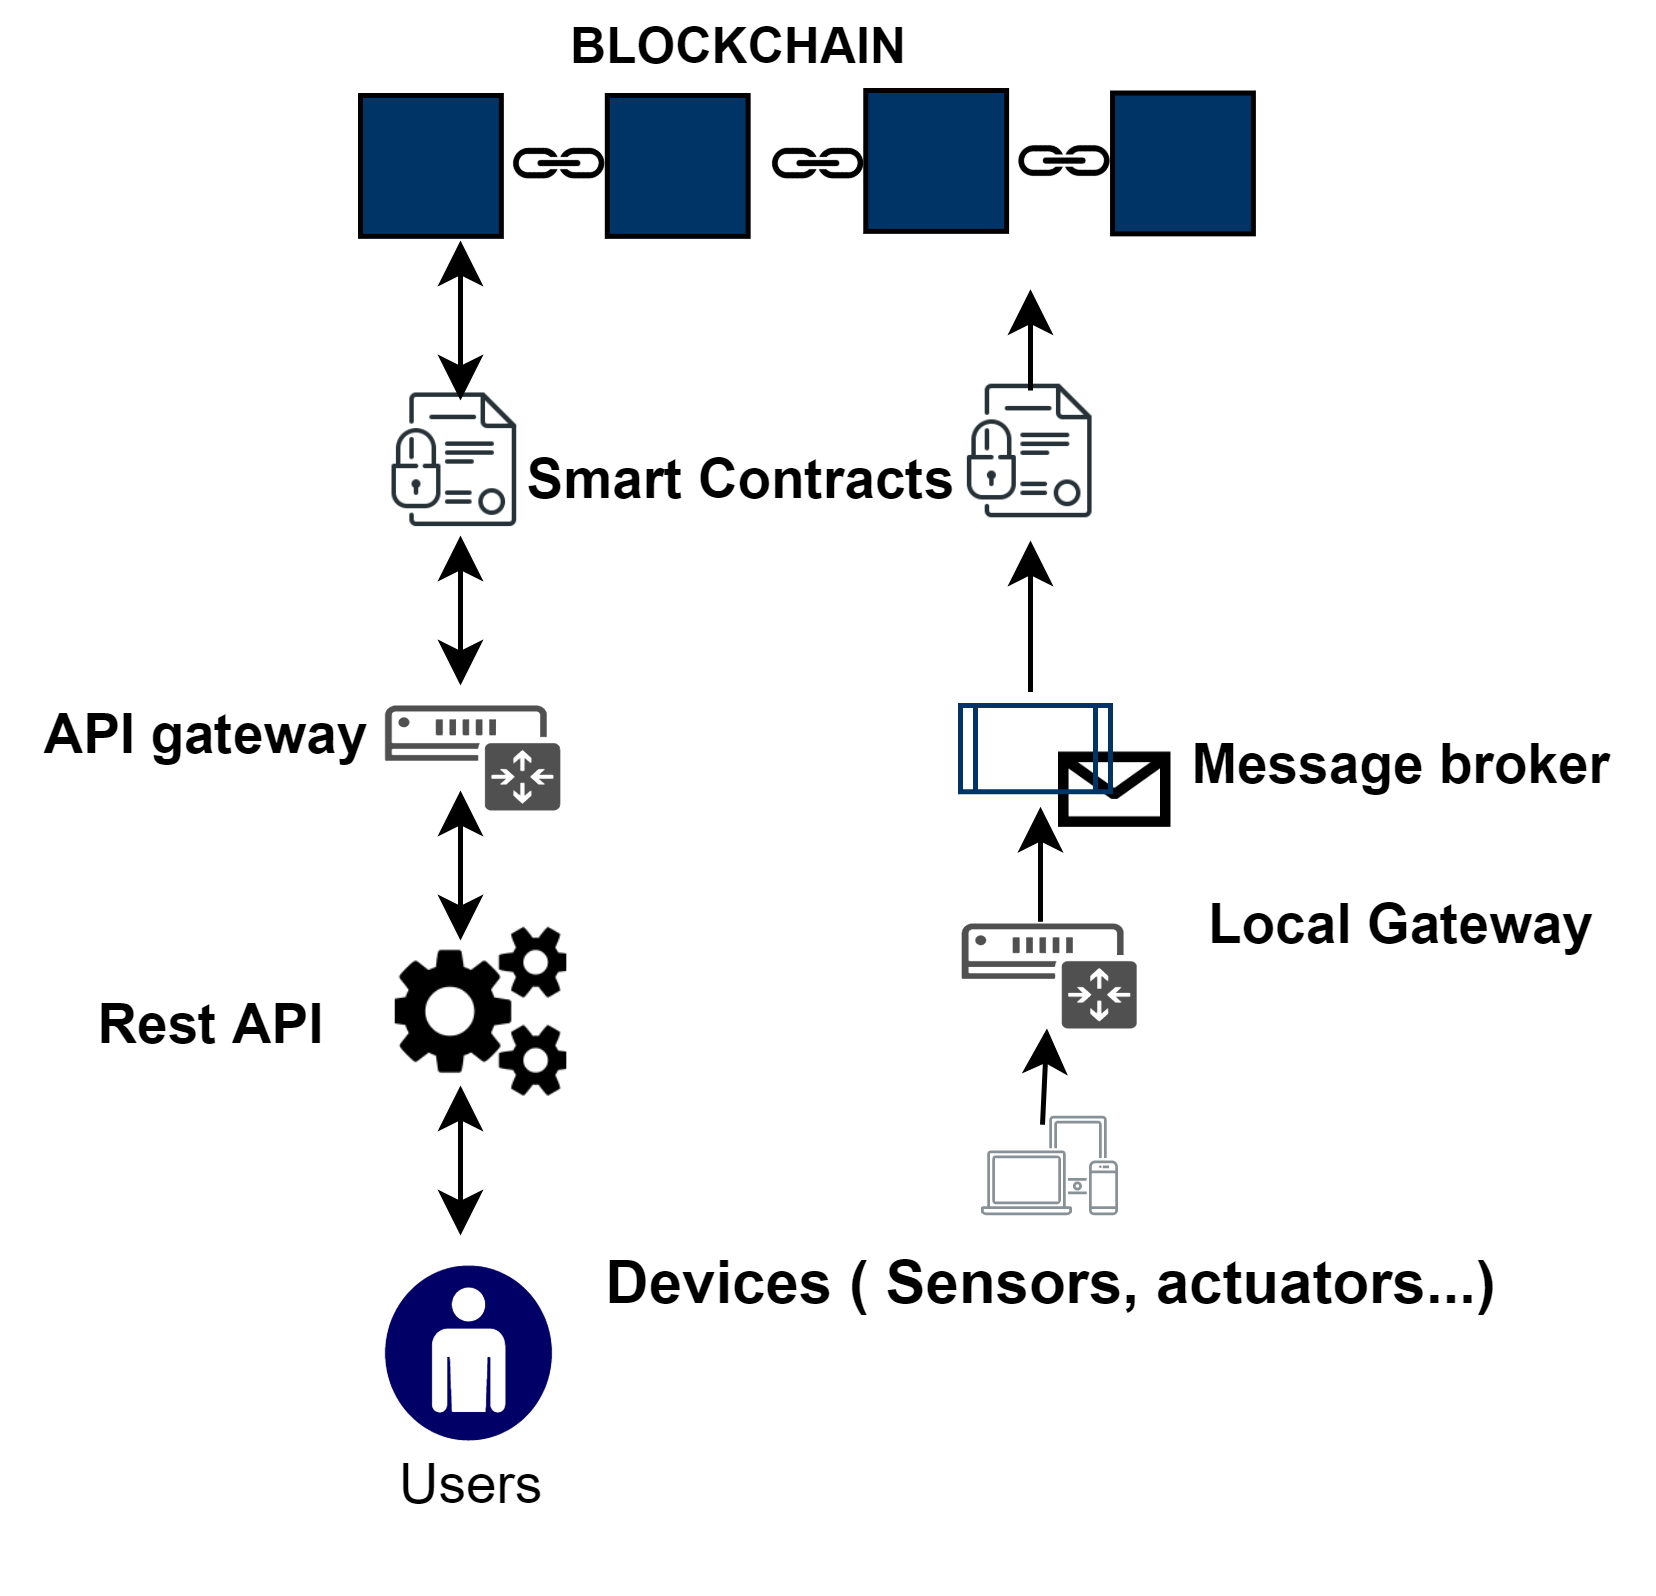 BLOCKCHAIN
Smart Contracts
API gateway
Message broker
Local Gateway
Rest API
Devices ( Sensors, actuators...)
Users